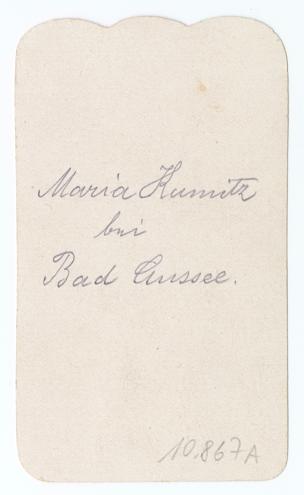 Maria Kumitz
bei
Bad Aussee.
10.867A